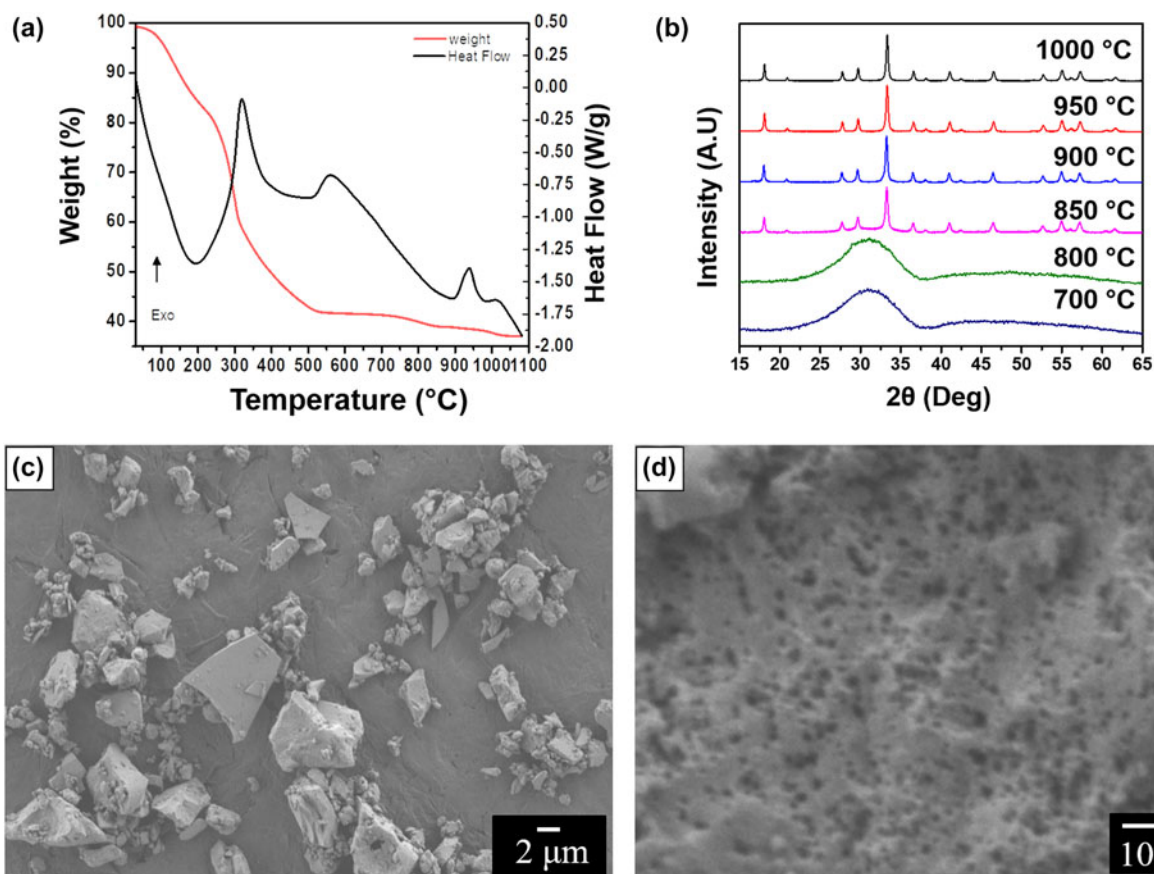 (a)
100
90
80
70
60
50
40
Weight (%)
weight
Heat Flow
Exo
0.50
0.25
0.00
-0.25
-0.50
-0.75
-1.00
-1.25
-1.50
-1.75
-2.00
Heat Flow (W/g)
100 200 300 400 500 600 700 800 900 1000 1100
Temperature (°C)
(b)
Intensity (A.U)
1000 °C
950 °C
900 °C
850 °C
800 °C
700 °C
15 20 25 30 35 40 45 50 55 60 65
2θ (Deg)
(c)
2 μm
(d)
10